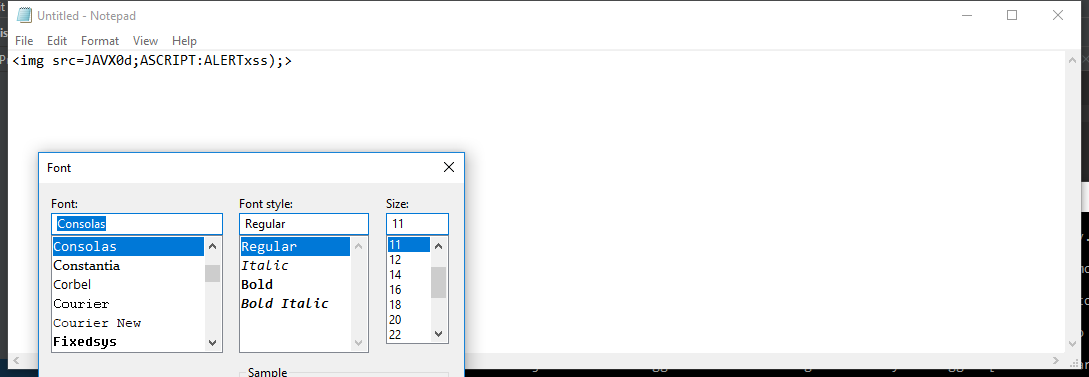 Untitled - Notepad
File Edit Format View Help
<img src=JAVX0d;ASCRIPT:ALERTxss);>
Font
Font: Font style: Size:
Consolas Regular 11
Consolas Regular 11
Constantia Italic 12
Corbel Bold 14
Courier Bold Italic 16
Courier New 18
Fixedsys 20
22
Sample